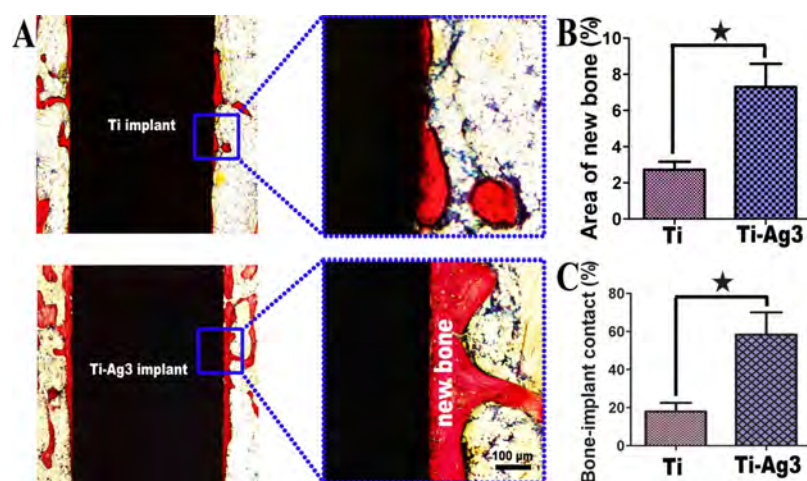 A
Ti implant
Ti-Ag3 implant
new bone
100 μm
B
Area of new bone (%)
10
8
6
4
2
0
★
Ti
Ti-Ag3
C
Bone-implant contact (%)
80
60
40
20
0
★
Ti
Ti-Ag3